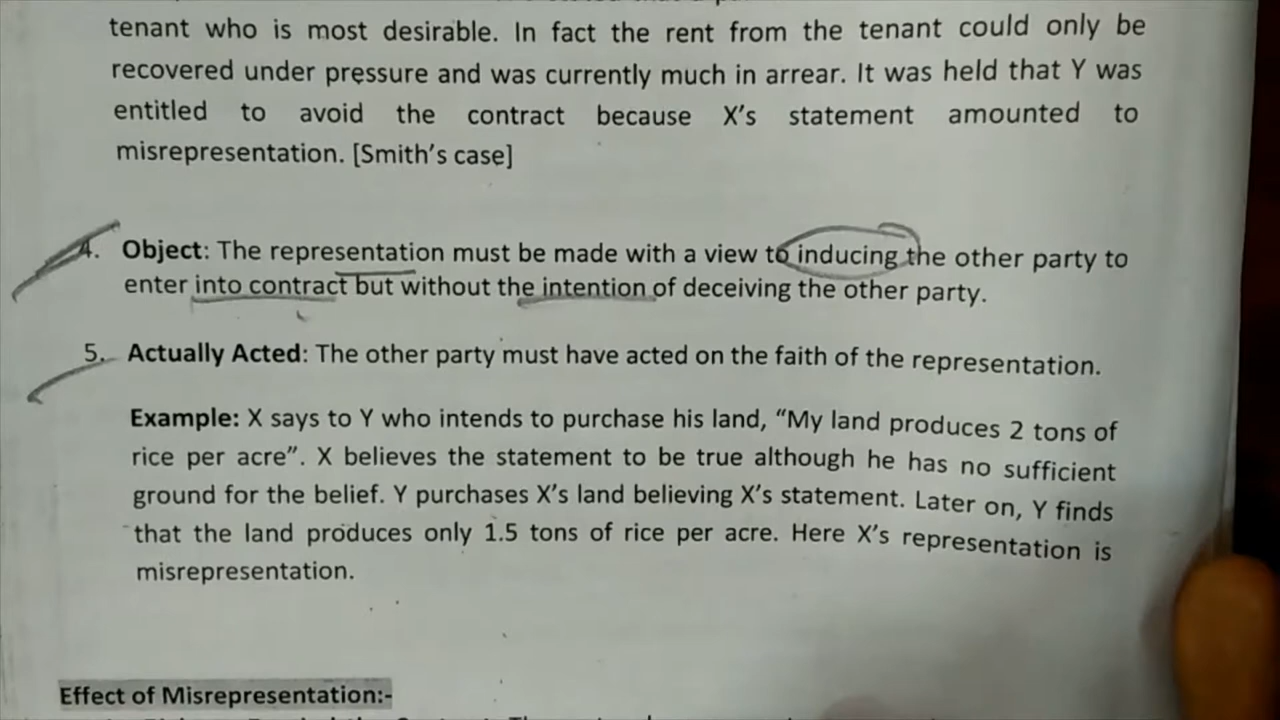 tenant who is most desirable. In fact the rent from the tenant could only be
recovered under pressure and was currently much in arrear. It was held that Y was
entitled to avoid the contract because X’s statement amounted to
misrepresentation. [Smith’s case]
4. Object: The representation must be made with a view to inducing the other party to
enter into contract but without the intention of deceiving the other party.
5. Actually Acted: The other party must have acted on the faith of the representation.
Example: X says to Y who intends to purchase his land, “My land produces 2 tons of
rice per acre”. X believes the statement to be true although he has no sufficient
ground for the belief. Y purchases X’s land believing X’s statement. Later on, Y finds
that the land produces only 1.5 tons of rice per acre. Here X’s representation is
misrepresentation.
Effect of Misrepresentation:-